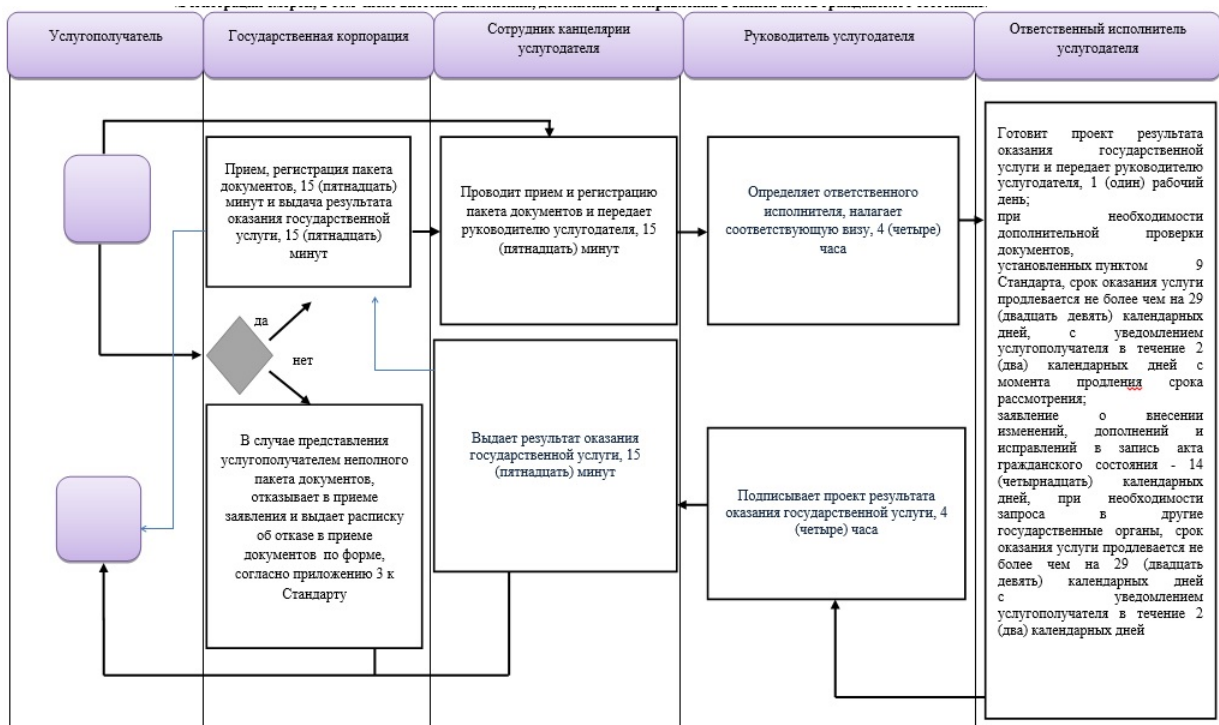 Услугополучатель
Государственная корпорация
Сотрудник канцелярии
услугодателя
Руководитель услугодателя
Ответственный исполнитель
услугодателя
Прием, регистрация пакета
документов, 15 (пятнадцать)
минут и выдача результата
оказания государственной
услуги, 15 (пятнадцать)
минут
да
нет
В случае представления
услугополучателем неполного
пакета документов,
отказывает в приеме
заявления и выдает расписку
об отказе в приеме
документов по форме,
согласно приложению 3 к
Стандарту
Проводит прием и регистрацию
пакета документов и передает
руководителю услугодателя, 15
(пятнадцать) минут
Выдает результат оказания
государственной услуги, 15
(пятнадцать) минут
Определяет ответственного
исполнителя, налагает
соответствующую визу, 4 (четыре)
часа
Подписывает проект результата
оказания государственной услуги, 4
(четыре) часа
Готовит проект результата
оказания государственной
услуги и передает руководителю
услугодателя, 1 (один) рабочий
день;
при необходимости
дополнительной проверки
документов,
установленных пунктом 9
Стандарта, срок оказания услуги
продлевается не более чем на 29
(двадцать девять) календарных
дней, с уведомлением
услугополучателя в течение 2
(два) календарных дней с
момента продления срока
рассмотрения;
заявление о внесении
изменений, дополнений и
исправлений в запись акта
гражданского состояния - 14
(четырнадцать) календарных
дней, при необходимости
запроса в другие
государственные органы, срок
оказания услуги продлевается не
более чем на 29 (двадцать
девять) календарных дней
с уведомлением
услугополучателя в течение 2
(два) календарных дней